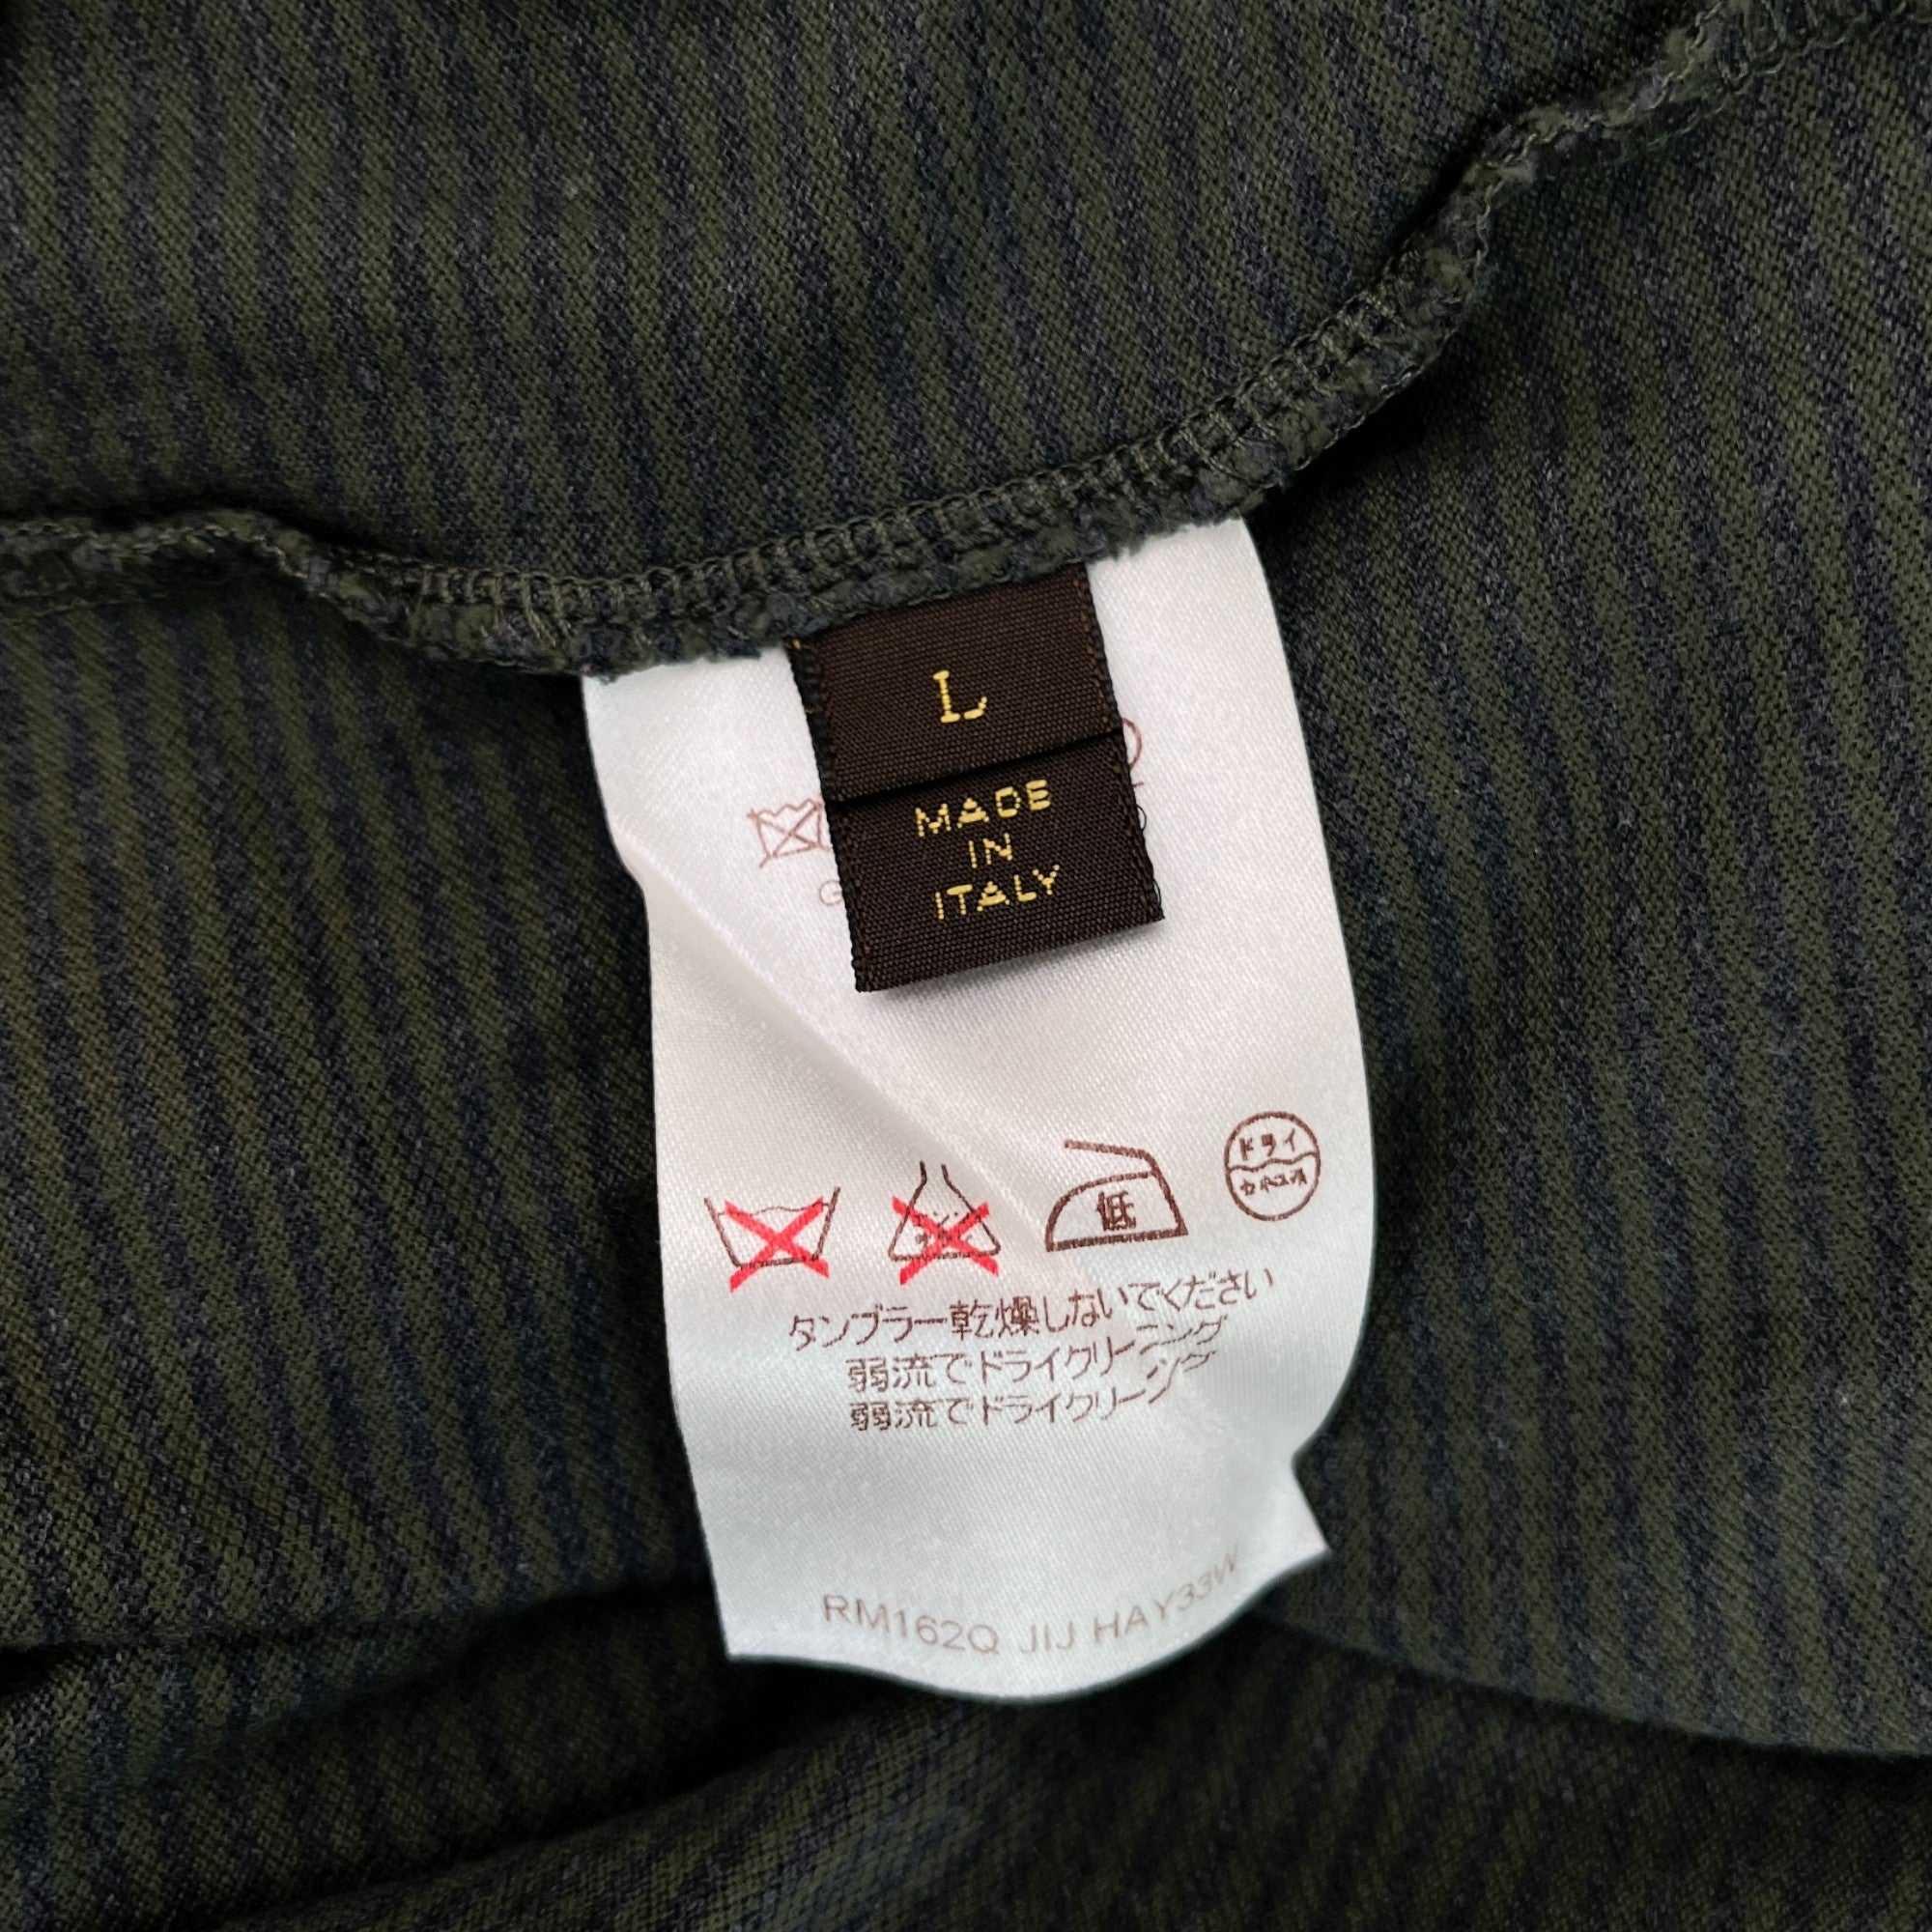 L
MADE
IN
ITALY
ドライ
低
タンブラー乾燥しないでください
弱流でドライクリーニング
弱流でドライクリーング
RM162Q JIJ HAY33W